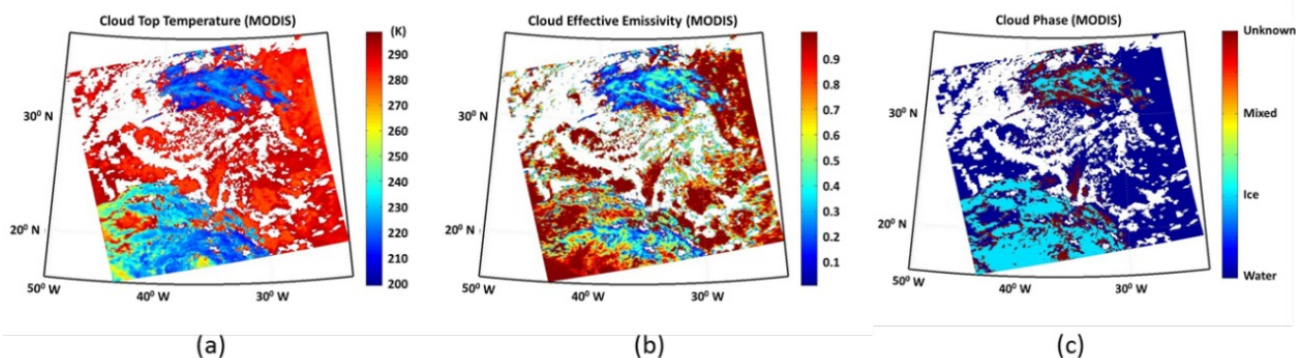 Cloud Top Temperature (MODIS)
(K)
290
280
270
260
250
240
230
220
210
200
30⁰ N
20⁰ N
50⁰ W
40⁰ W
30⁰ W
(a)
Cloud Effective Emissivity (MODIS)
0.9
0.8
0.7
0.6
0.5
0.4
0.3
0.2
0.1
30⁰ N
20⁰ N
50⁰ W
40⁰ W
30⁰ W
(b)
Cloud Phase (MODIS)
Unknown
Mixed
Ice
Water
30⁰ N
20⁰ N
50⁰ W
40⁰ W
30⁰ W
(c)